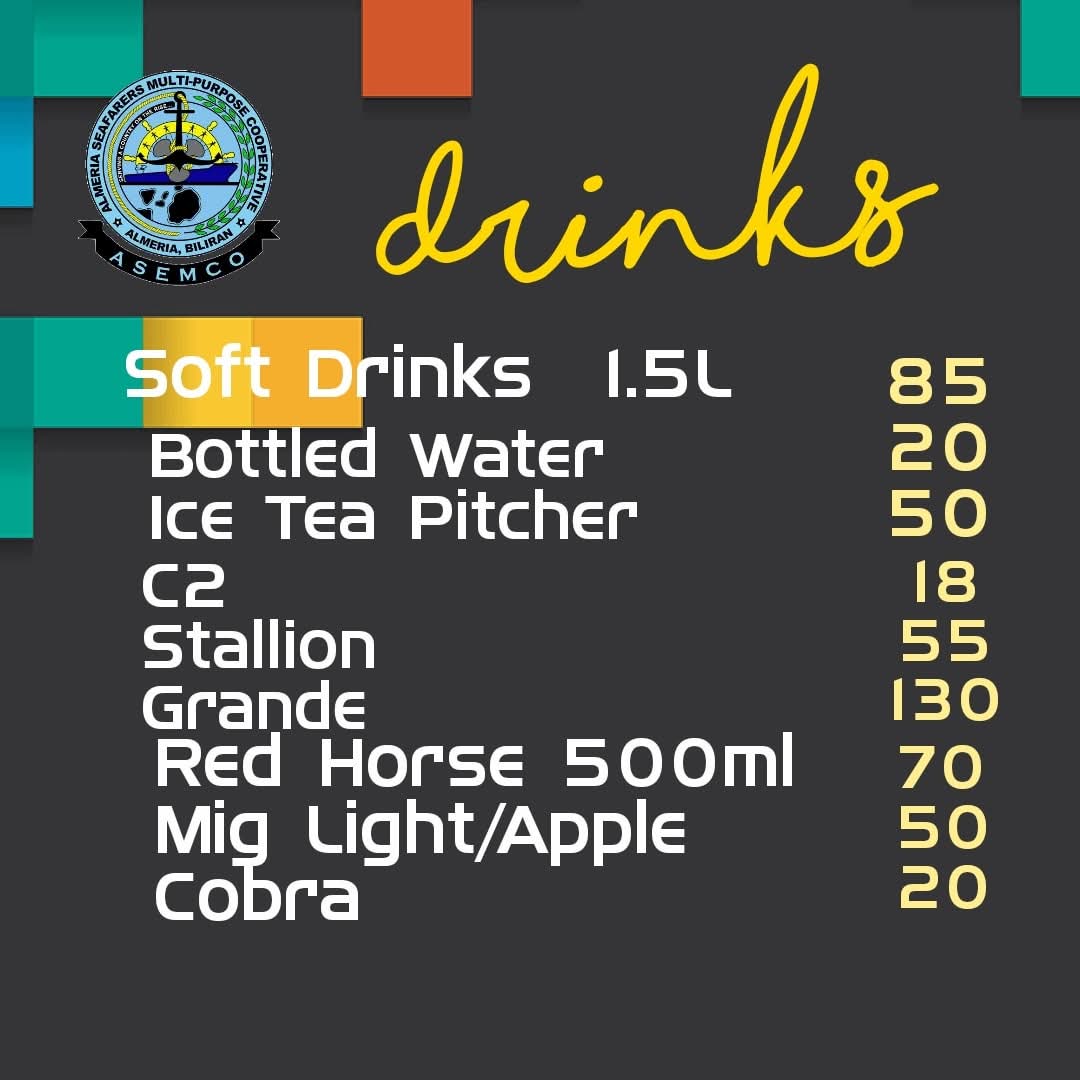 ALMERIA SEAFARERS MULTI-PURPOSE COOPERATIVE
ALMERIA, BILIRAN
ASEMCO
drinks
Soft Drinks 1.5L 85
Bottled Water 20
Ice Tea Pitcher 50
C2 18
Stallion 55
Grande 130
Red Horse 500ml 70
Mig Light/Apple 50
Cobra 20